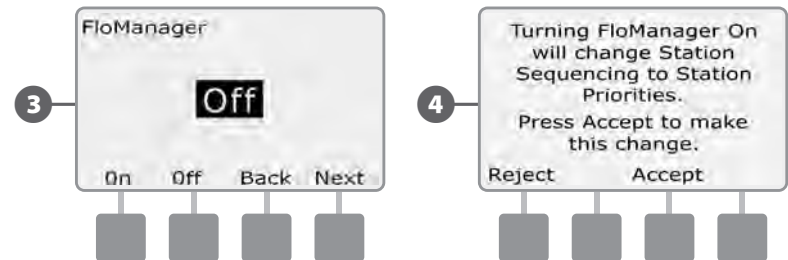 3
FloManager
Off
On Off Back Next
4
Turning FloManager On
will change Station
Sequencing to Station
Priorities.
Press Accept to make
this change.
Reject Accept